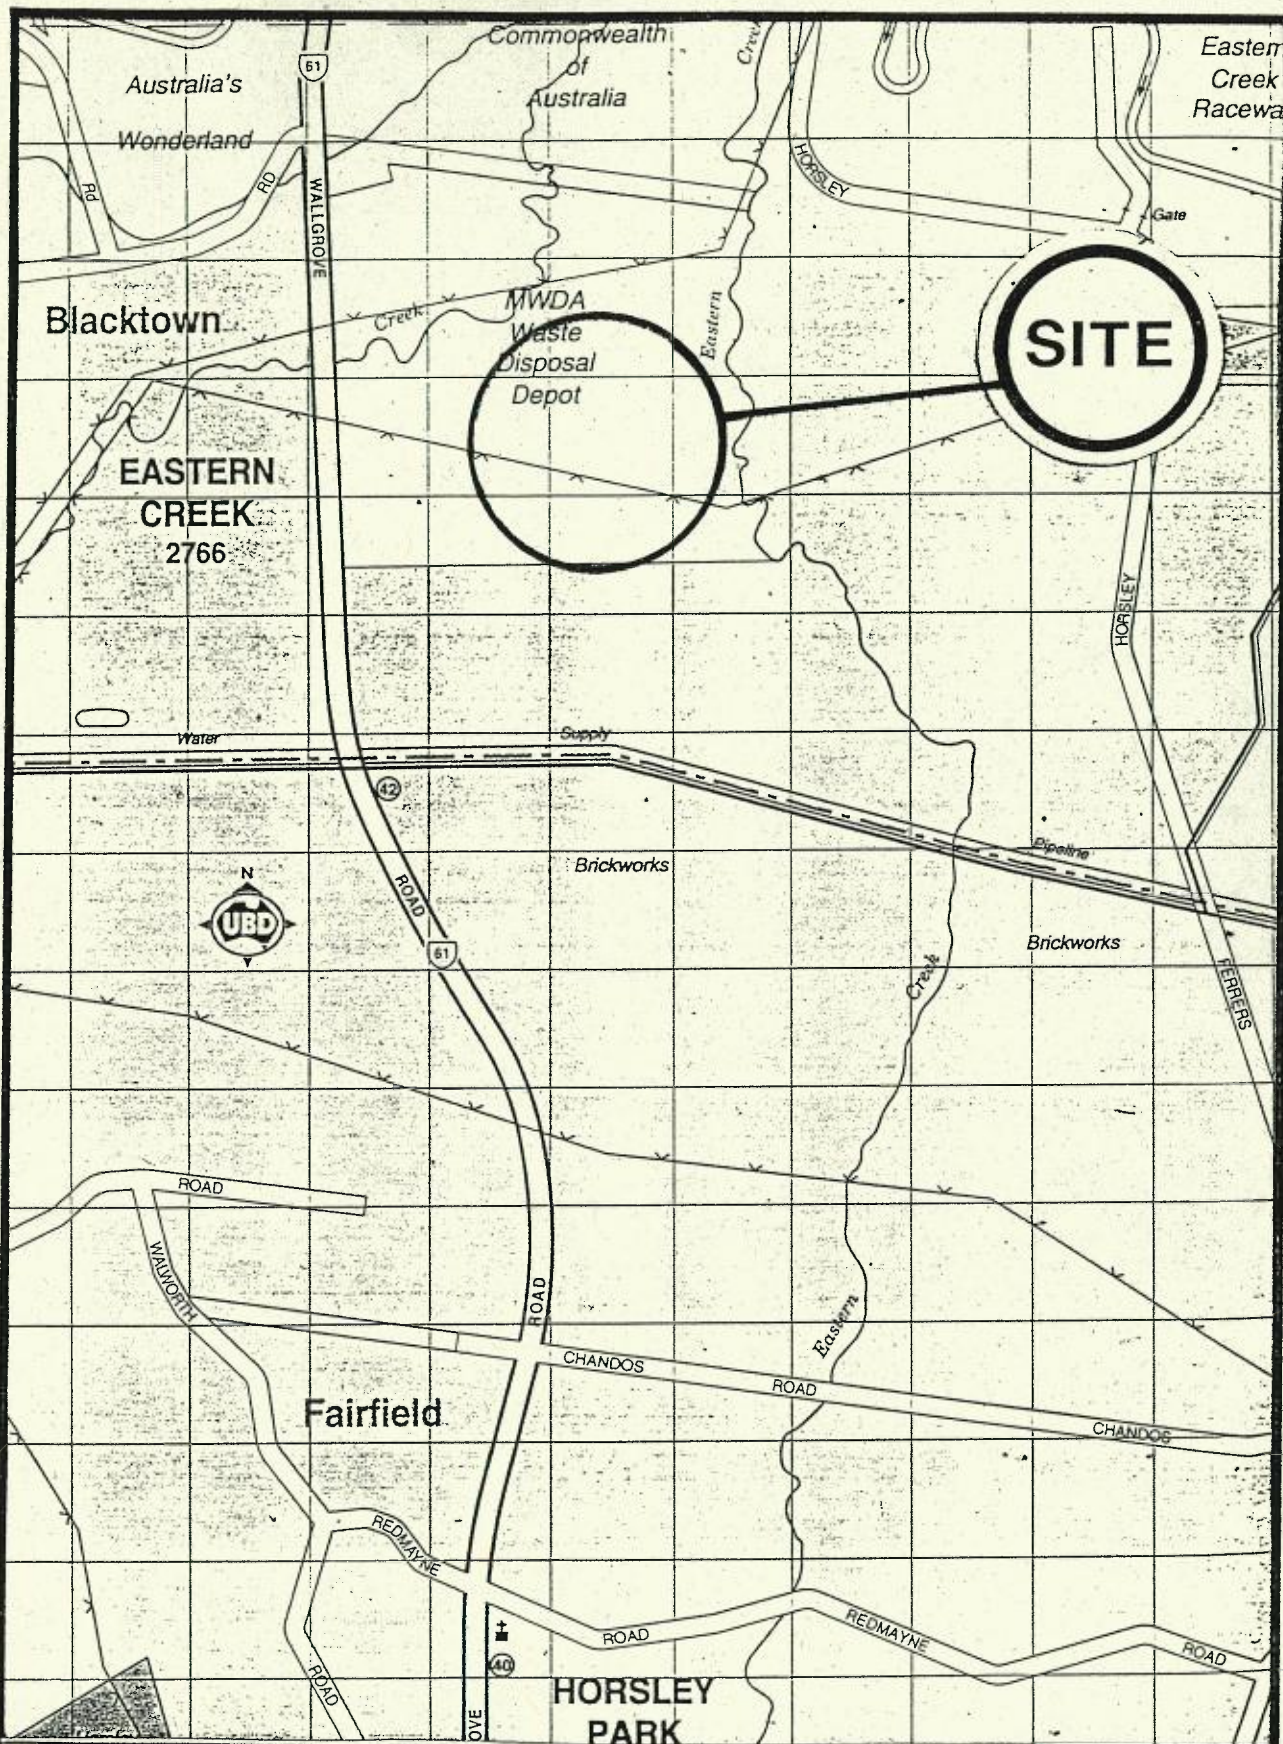 Commonwealth
of
Australia
Creek
Eastern
Creek
Racewa
61
Australia's
Wonderland
Rd
RD
WALLGROVE
HORSLEY
Gate
Blacktown
Creek
MWDA
Waste
Disposal
Depot
Eastern
SITE
EASTERN
CREEK
2766
HORSLEY
Water
Supply
Pipeline
42
Brickworks
N
UBD
ROAD
61
Brickworks
Creek
FERRERS
ROAD
WALWORTH
ROAD
Eastern
CHANDOS
ROAD
CHANDOS
Fairfield
REDMAYNE
ROAD
REDMAYNE
ROAD
40
ROAD
HORSLEY
PARK
OVE